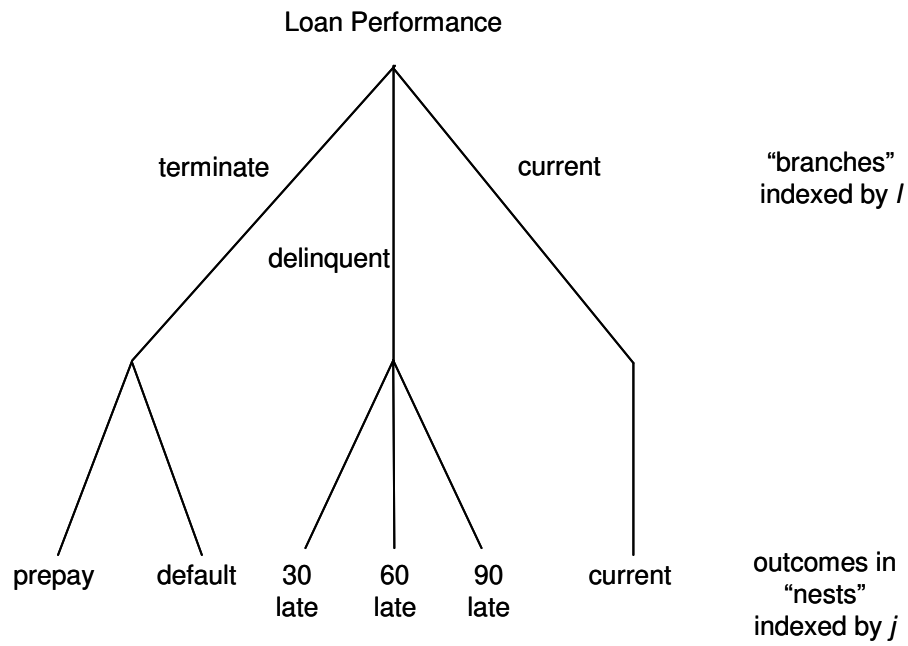 Loan Performance
terminate
current
“branches”
indexed by l
delinquent
prepay
default
30
late
60
late
90
late
current
outcomes in
“nests”
indexed by j